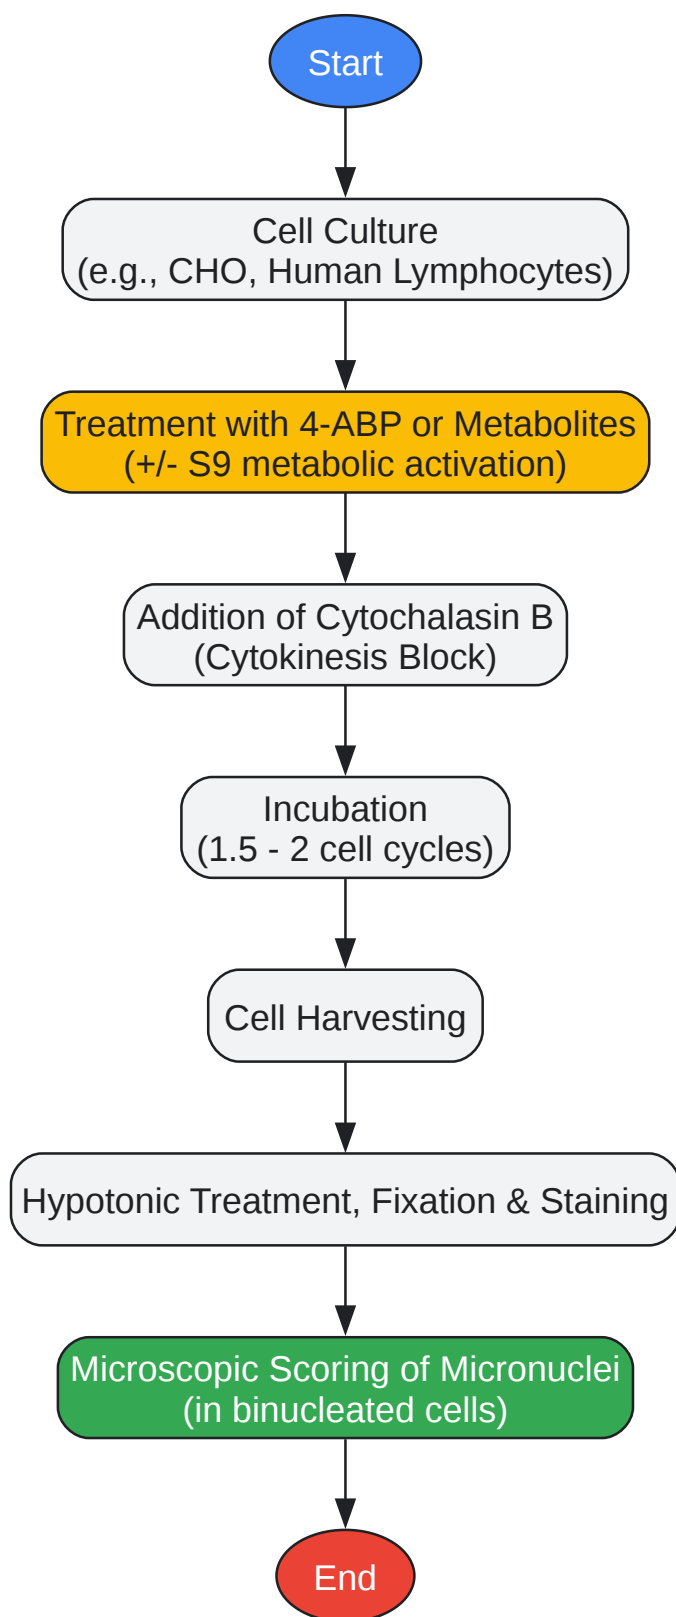 Start
Cell Culture
(e.g., CHO, Human Lymphocytes)
Treatment with 4-ABP or Metabolites
(+/- S9 metabolic activation)
Addition of Cytochalasin B
(Cytokinesis Block)
Incubation
(1.5 - 2 cell cycles)
Cell Harvesting
Hypotonic Treatment, Fixation & Staining
Microscopic Scoring of Micronuclei
(in binucleated cells)
End